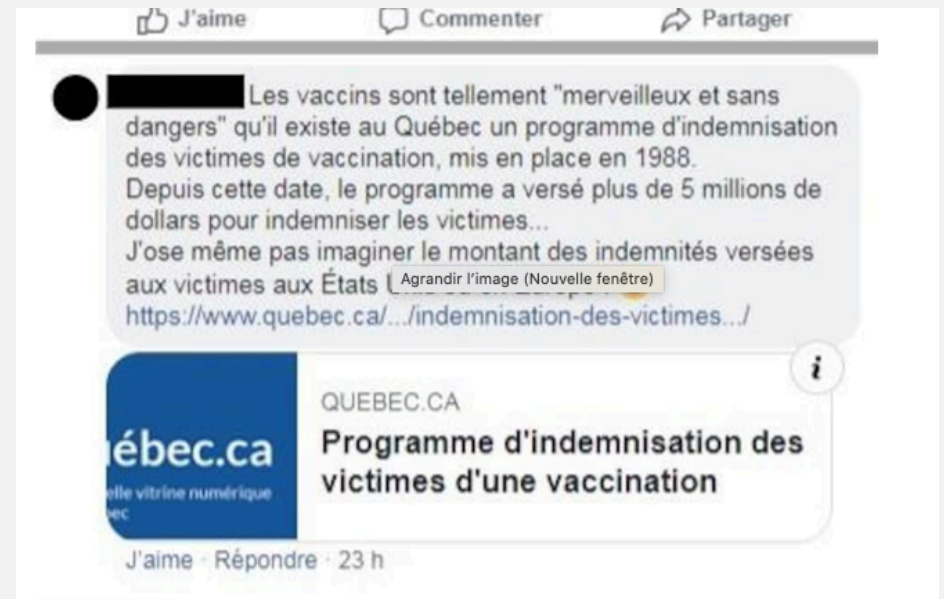 J'aime Commenter Partager
Les vaccins sont tellement "merveilleux et sans
dangers" qu'il existe au Québec un programme d'indemnisation
des victimes de vaccination, mis en place en 1988.
Depuis cette date, le programme a versé plus de 5 millions de
dollars pour indemniser les victimes...
J'ose même pas imaginer le montant des indemnités versées
aux victimes aux États
Agrandir l'image (Nouvelle fenêtre)
https://www.quebec.ca/.../indemnisation-des-victimes.../
i
ébec.ca
elle vitrine numérique
ec
QUEBEC.CA
Programme d'indemnisation des
victimes d'une vaccination
J'aime · Répondre · 23 h